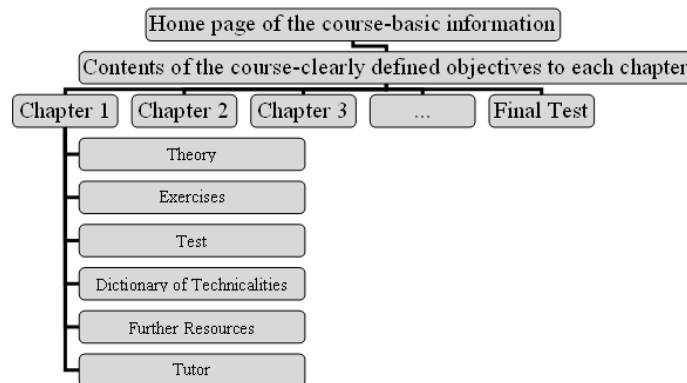 Home page of the course-basic information
Contents of the course-clearly defined objectives to each chapter
Chapter 1
Chapter 2
Chapter 3
...
Final Test
Theory
Exercises
Test
Dictionary of Technicalities
Further Resources
Tutor